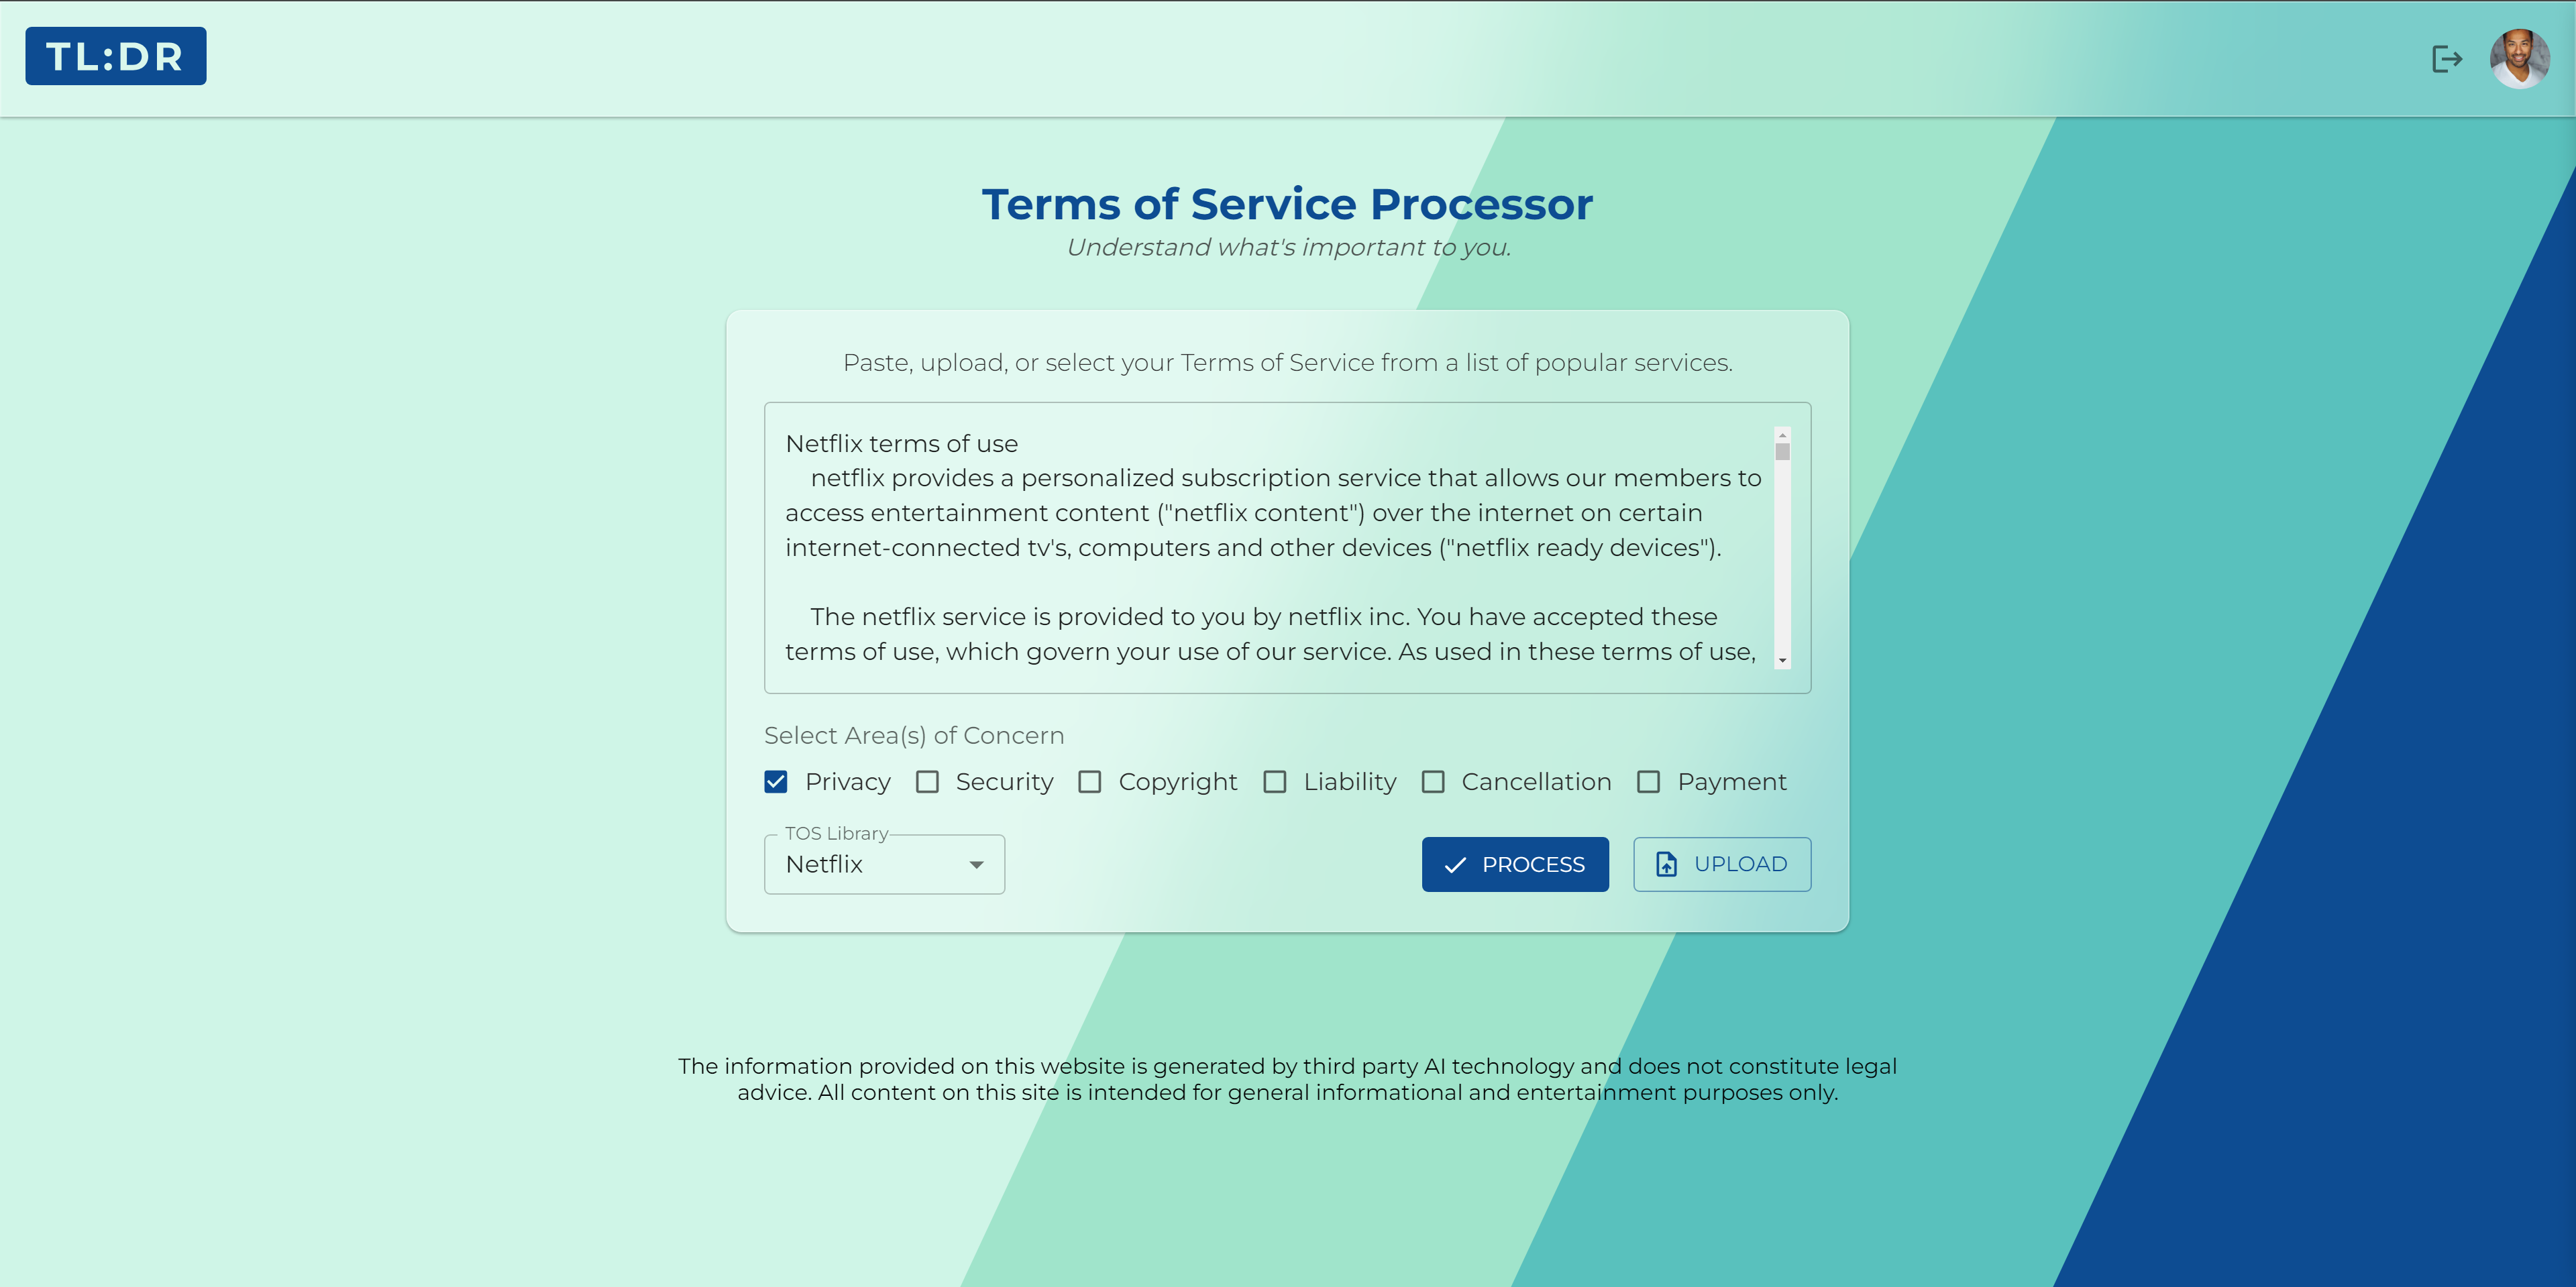 TL:DR
Terms of Service Processor
Understand what's important to you.
Paste, upload, or select your Terms of Service from a list of popular services.
Netflix terms of use
netflix provides a personalized subscription service that allows our members to
access entertainment content ("netflix content") over the internet on certain
internet-connected tv's, computers and other devices ("netflix ready devices").
The netflix service is provided to you by netflix inc. You have accepted these
terms of use, which govern your use of our service. As used in these terms of use,
Select Area(s) of Concern
Privacy Security Copyright Liability Cancellation Payment
TOS Library
Netflix PROCESS UPLOAD
The information provided on this website is generated by third party AI technology and does not constitute legal
advice. All content on this site is intended for general informational and entertainment purposes only.